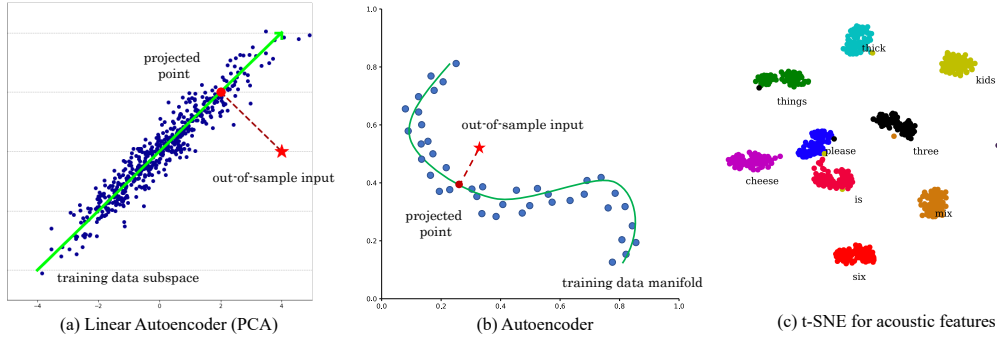 projected
point
out-of-sample input
training data subspace
−4
−2
0
2
4
(a) Linear Autoencoder (PCA)
1.0
0.8
0.6
0.4
0.2
0.0
out-of-sample input
projected
point
training data manifold
0.0
0.2
0.4
0.6
0.8
1.0
(b) Autoencoder
thick
kids
things
three
please
cheese
is
mix
six
(c) t-SNE for acoustic features